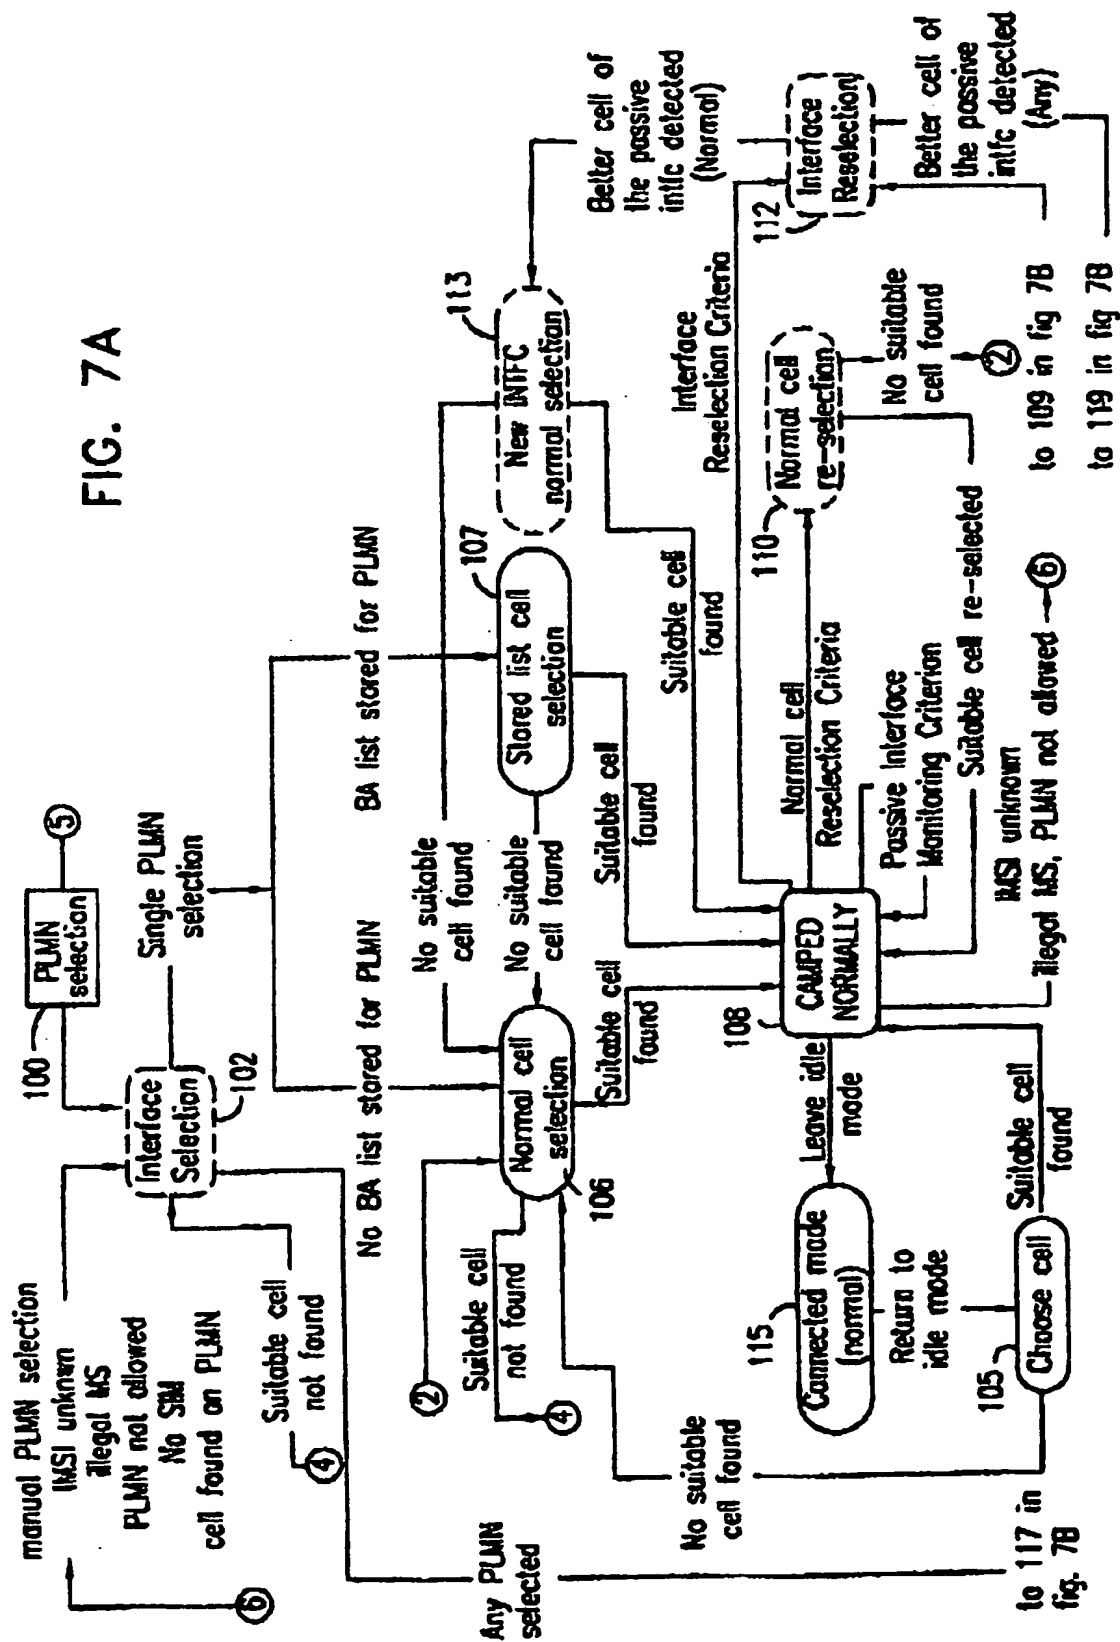 FIG. 7A
manual PLMN selection
IMSI unknown
illegal MS
PLMN not allowed
No SIM
cell found on PLMN
6
100
PLMN
selection
5
Interface
Selection
102
Single PLMN
selection
Suitable cell
not found
4
Any PLMN
selected
to 117 in
fig. 7B
No BA list stored for PLMN
BA list stored for PLMN
2
Suitable cell
not found
4
Normal cell
selection
106
No suitable
cell found
No suitable
cell found
Stored list cell
selection
107
New INTFC
normal selection
113
Better cell of
the passive
intfc detected
(Normal)
Suitable cell
found
Suitable cell
found
Suitable cell
found
Interface
Reselection Criteria
112
Interface
Reselection
Better cell of
the passive
intfc detected
(Any)
No suitable
cell found
115
Connected mode
(normal)
Leave idle
mode
108
CAMPED
NORMALLY
Normal cell
Reselection Criteria
110
Normal cell
re-selection
No suitable
cell found
2
Passive Interface
Monitoring Criterion
Suitable cell re-selected
Return to
idle mode
105
Choose cell
Suitable cell
found
IMSI unknown
illegal MS, PLMN not allowed
6
to 109 in fig 7B
to 119 in fig 7B